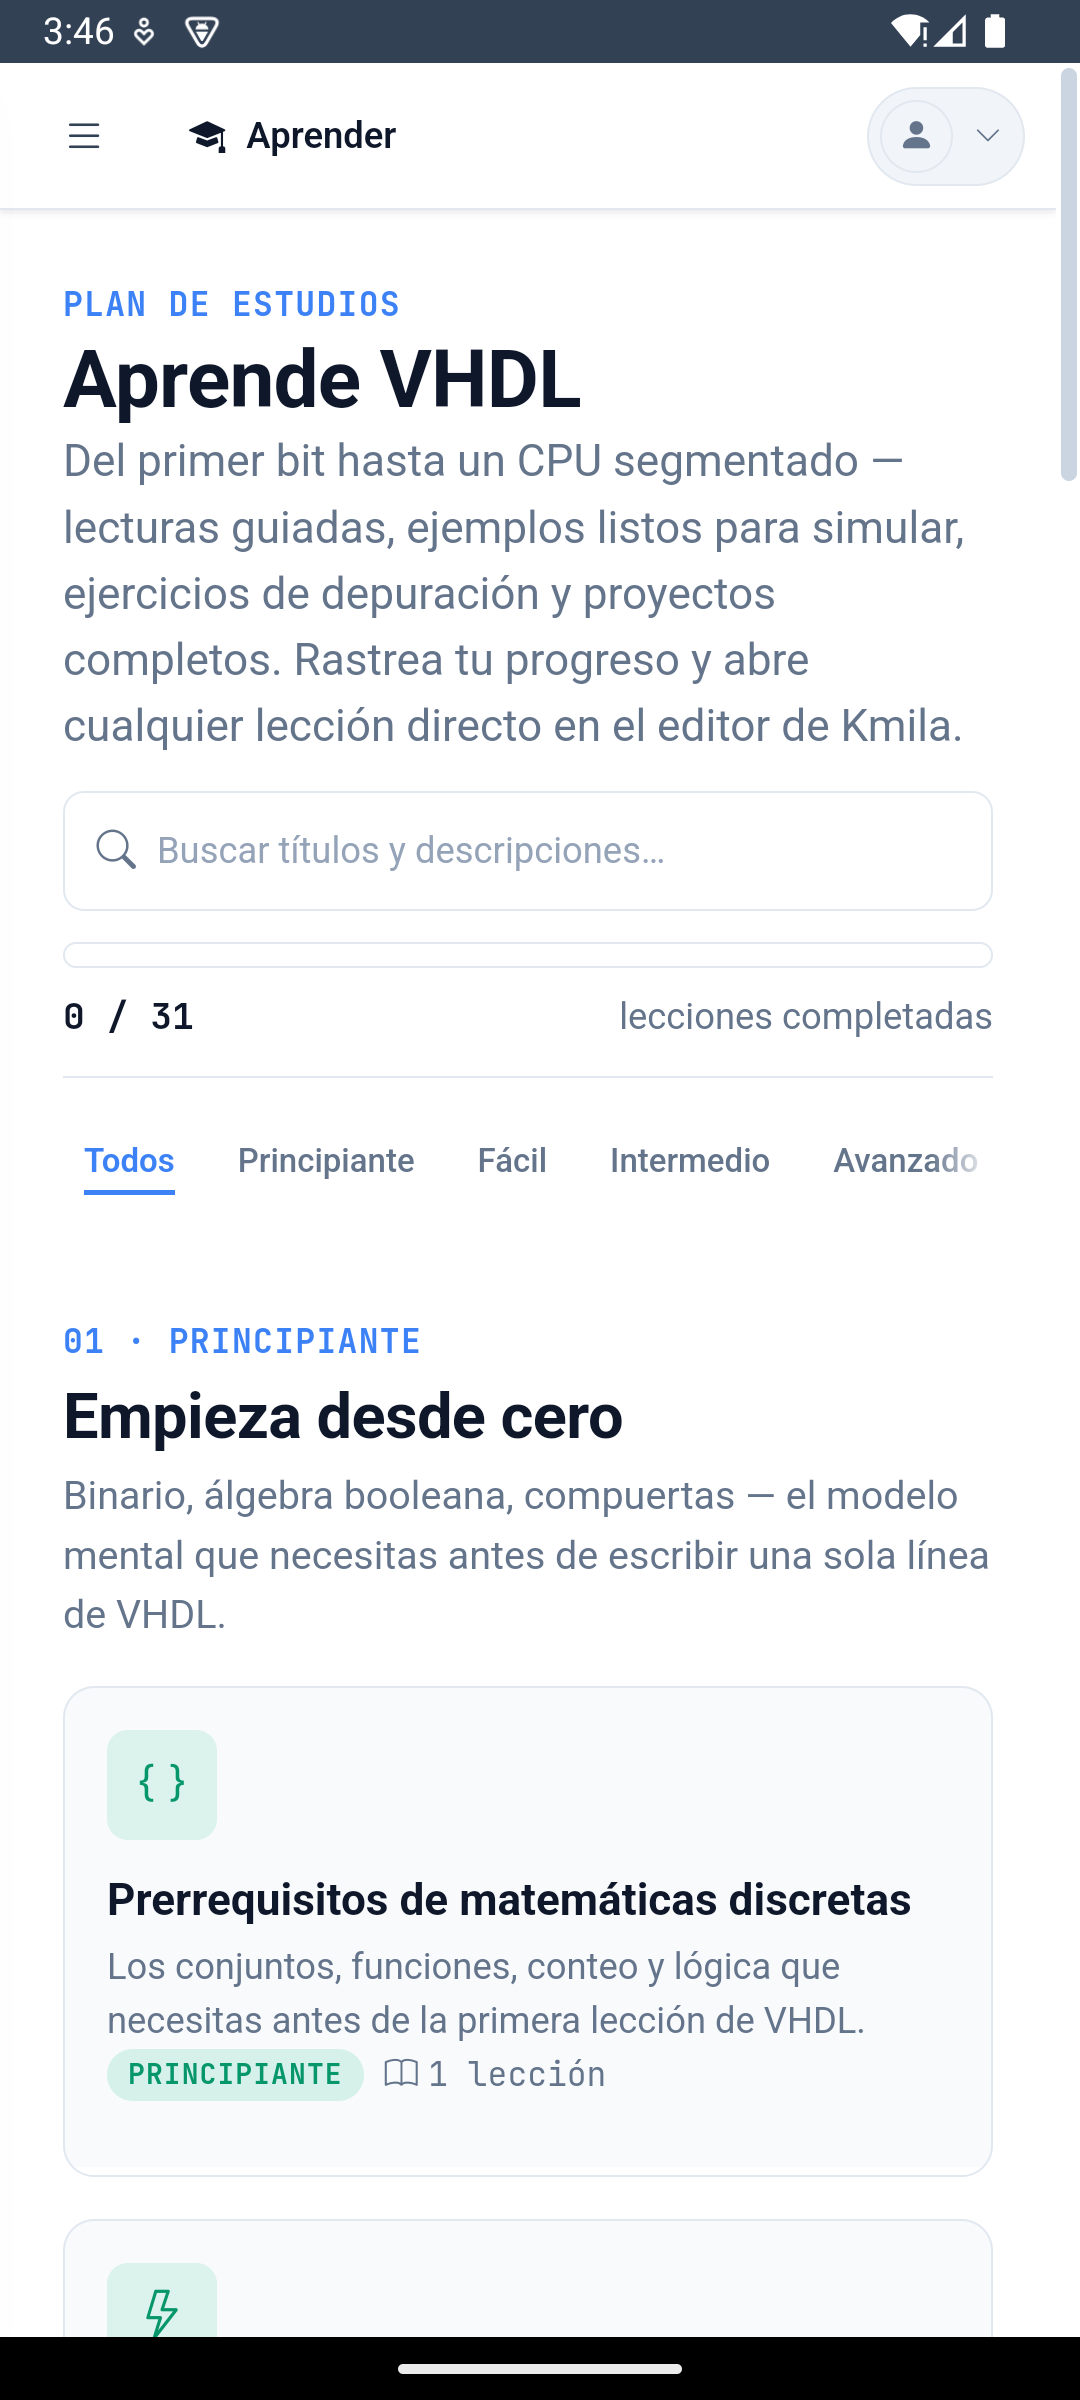 3:46
Aprender
PLAN DE ESTUDIOS
Aprende VHDL
Del primer bit hasta un CPU segmentado —
lecturas guiadas, ejemplos listos para simular,
ejercicios de depuración y proyectos
completos. Rastrea tu progreso y abre
cualquier lección directo en el editor de Kmila.
Buscar títulos y descripciones...
0 / 31 lecciones completadas
Todos Principiante Fácil Intermedio Avanzado
01 · PRINCIPIANTE
Empieza desde cero
Binario, álgebra booleana, compuertas — el modelo
mental que necesitas antes de escribir una sola línea
de VHDL.
{ }
Prerrequisitos de matemáticas discretas
Los conjuntos, funciones, conteo y lógica que
necesitas antes de la primera lección de VHDL.
PRINCIPIANTE 1 lección